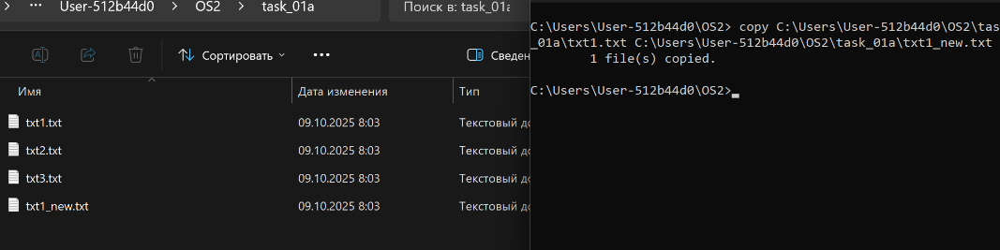 User-512b44d0 > OS2 > task_01a
Поиск в: task_01a
Сортировать
Сведен
Имя
Дата изменения
Тип
txt1.txt 09.10.2025 8:03 Текстовый до
txt2.txt 09.10.2025 8:03 Текстовый до
txt3.txt 09.10.2025 8:03 Текстовый до
txt1_new.txt 09.10.2025 8:03 Текстовый до
C:\Users\User-512b44d0\OS2> copy C:\Users\User-512b44d0\OS2\tas
_01a\txt1.txt C:\Users\User-512b44d0\OS2\task_01a\txt1_new.txt
1 file(s) copied.
C:\Users\User-512b44d0\OS2>